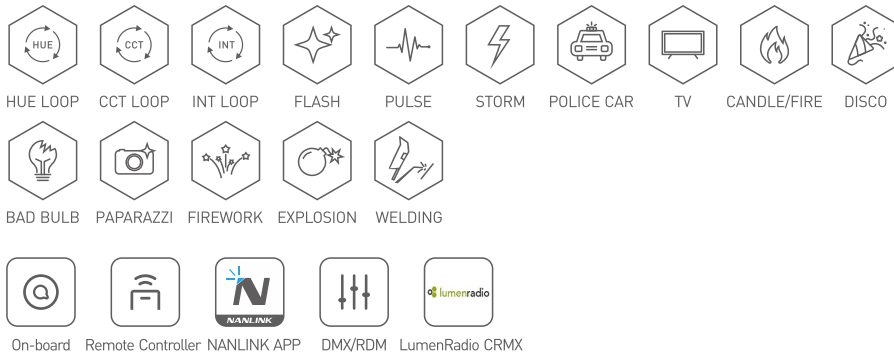 HUE CCT INT
HUE LOOP CCT LOOP INT LOOP FLASH PULSE STORM POLICE CAR TV CANDLE/FIRE DISCO
BAD BULB PAPARAZZI FIREWORK EXPLOSION WELDING
N lumenradio
NANLINK
On-board Remote Controller NANLINK APP DMX/RDM LumenRadio CRMX